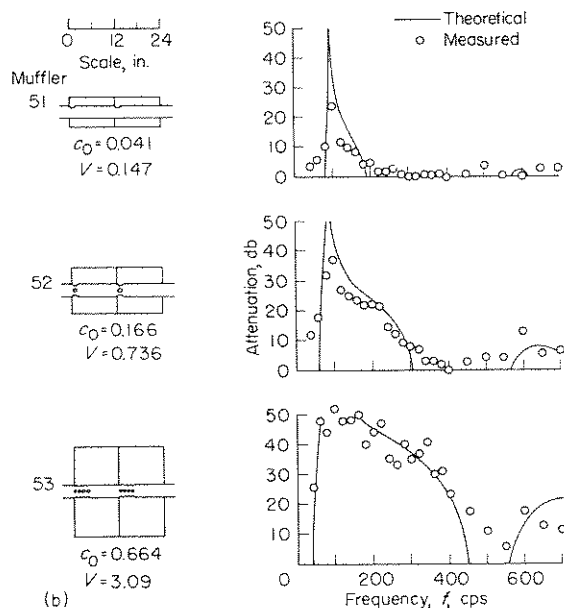 0 12 24
Scale, in.
Muffler
51
c₀=0.041
V=0.147
52
c₀=0.166
V=0.736
53
c₀=0.664
V=3.09
(b)
Theoretical
Measured
50
40
30
20
10
0
50
40
30
20
10
0
50
40
30
20
10
0
Attenuation, db
0 200 400 600
Frequency, f, cps